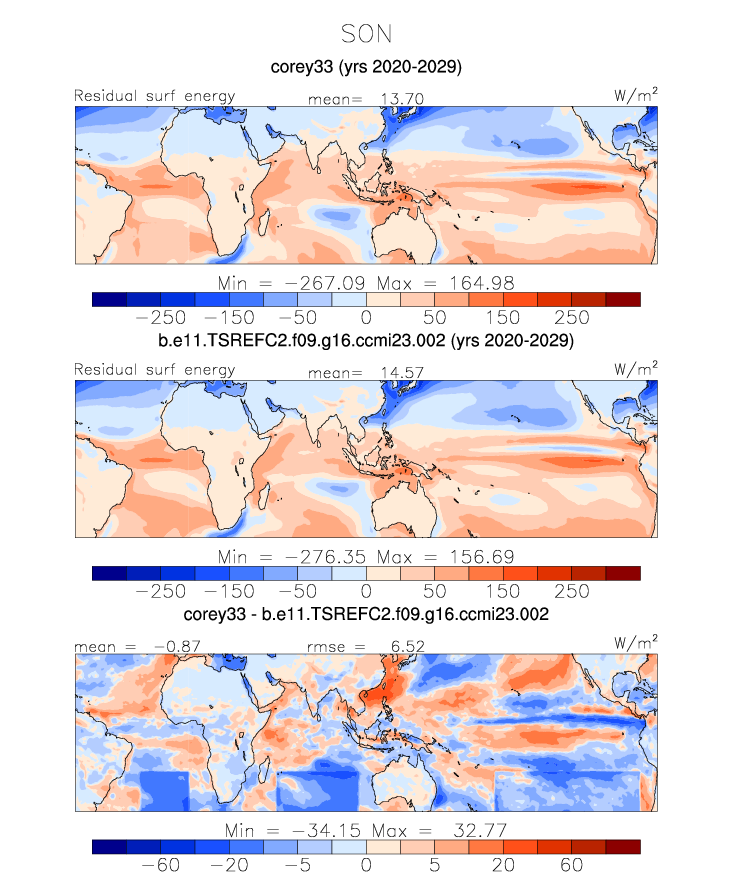 SON
corey33 (yrs 2020-2029)
Residual surf energy mean= 13.70 W/m²
Min = −267.09 Max = 164.98
−250 −150 −50 0 50 150 250
b.e11.TSREFC2.f09.g16.ccmi23.002 (yrs 2020-2029)
Residual surf energy mean= 14.57 W/m²
Min = −276.35 Max = 156.69
−250 −150 −50 0 50 150 250
corey33 - b.e11.TSREFC2.f09.g16.ccmi23.002
mean = −0.87 rmse = 6.52 W/m²
Min = −34.15 Max = 32.77
−60 −20 −5 0 5 20 60